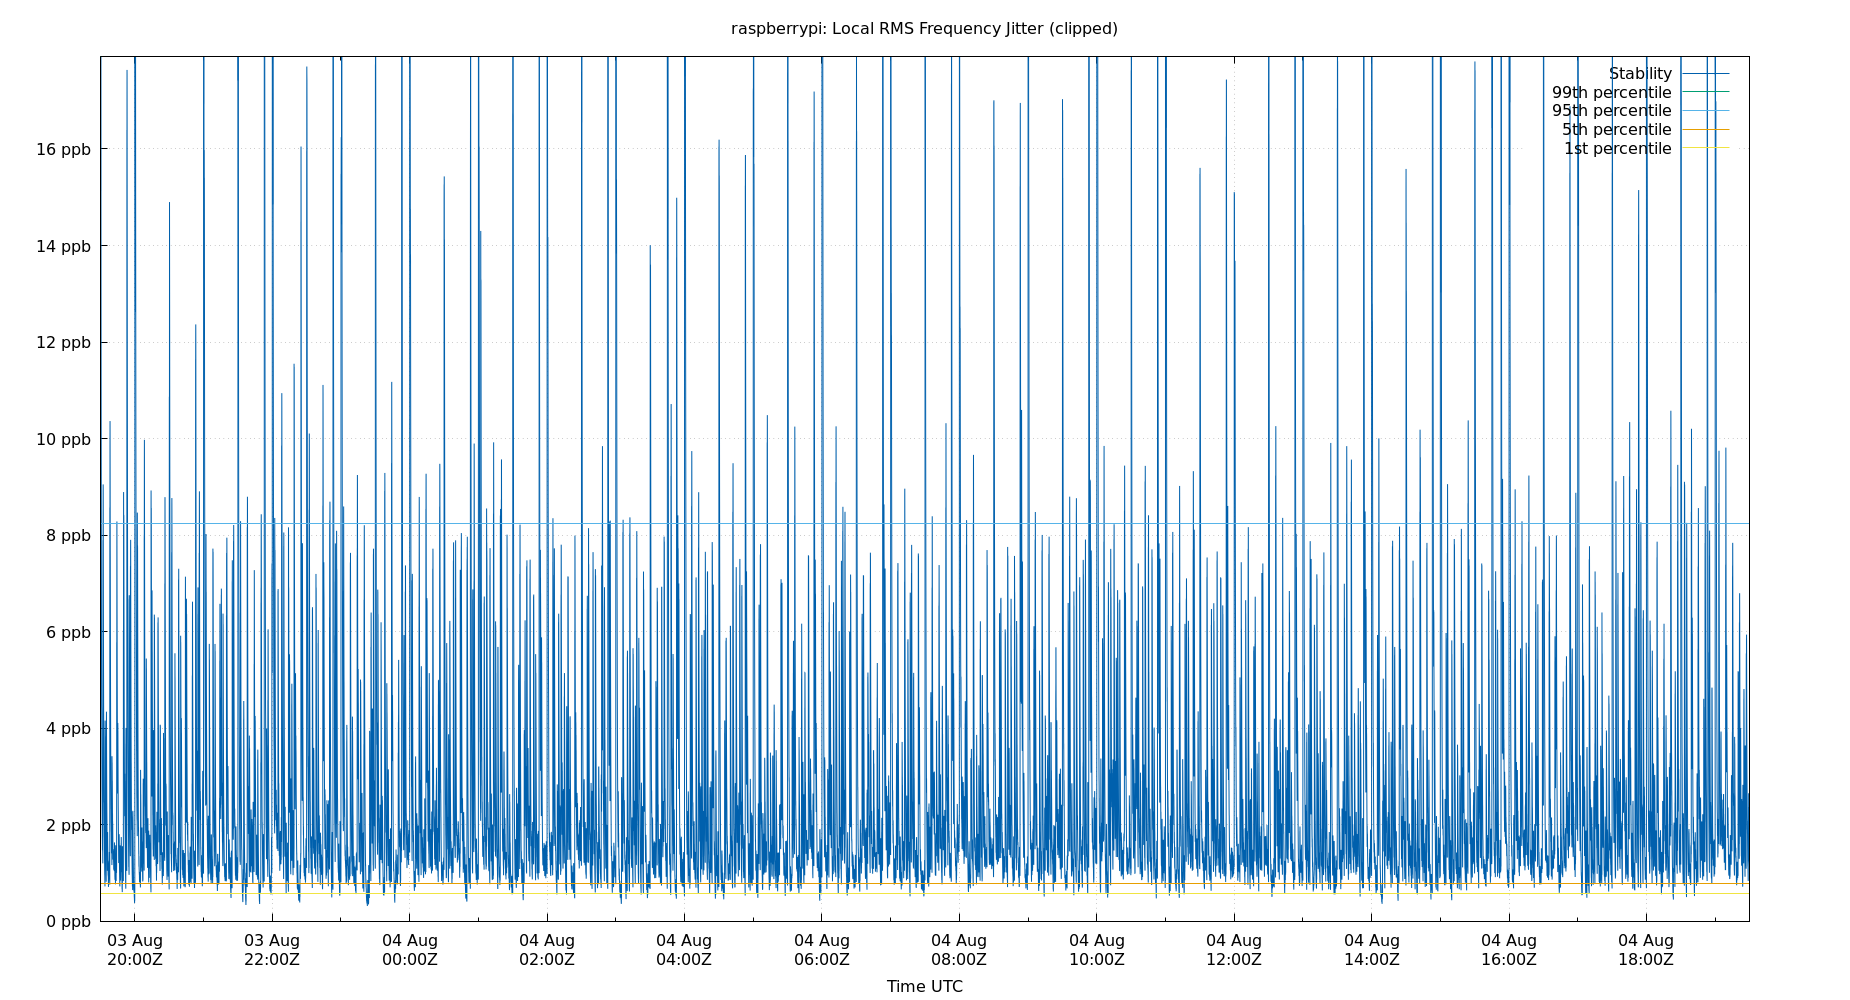 raspberrypi: Local RMS Frequency Jitter (clipped)
Stability
99th percentile
95th percentile
5th percentile
1st percentile
16 ppb
14 ppb
12 ppb
10 ppb
8 ppb
6 ppb
4 ppb
2 ppb
0 ppb
03 Aug 03 Aug 04 Aug 04 Aug 04 Aug 04 Aug 04 Aug 04 Aug 04 Aug 04 Aug 04 Aug 04 Aug
20:00Z 22:00Z 00:00Z 02:00Z 04:00Z 06:00Z 08:00Z 10:00Z 12:00Z 14:00Z 16:00Z 18:00Z
Time UTC